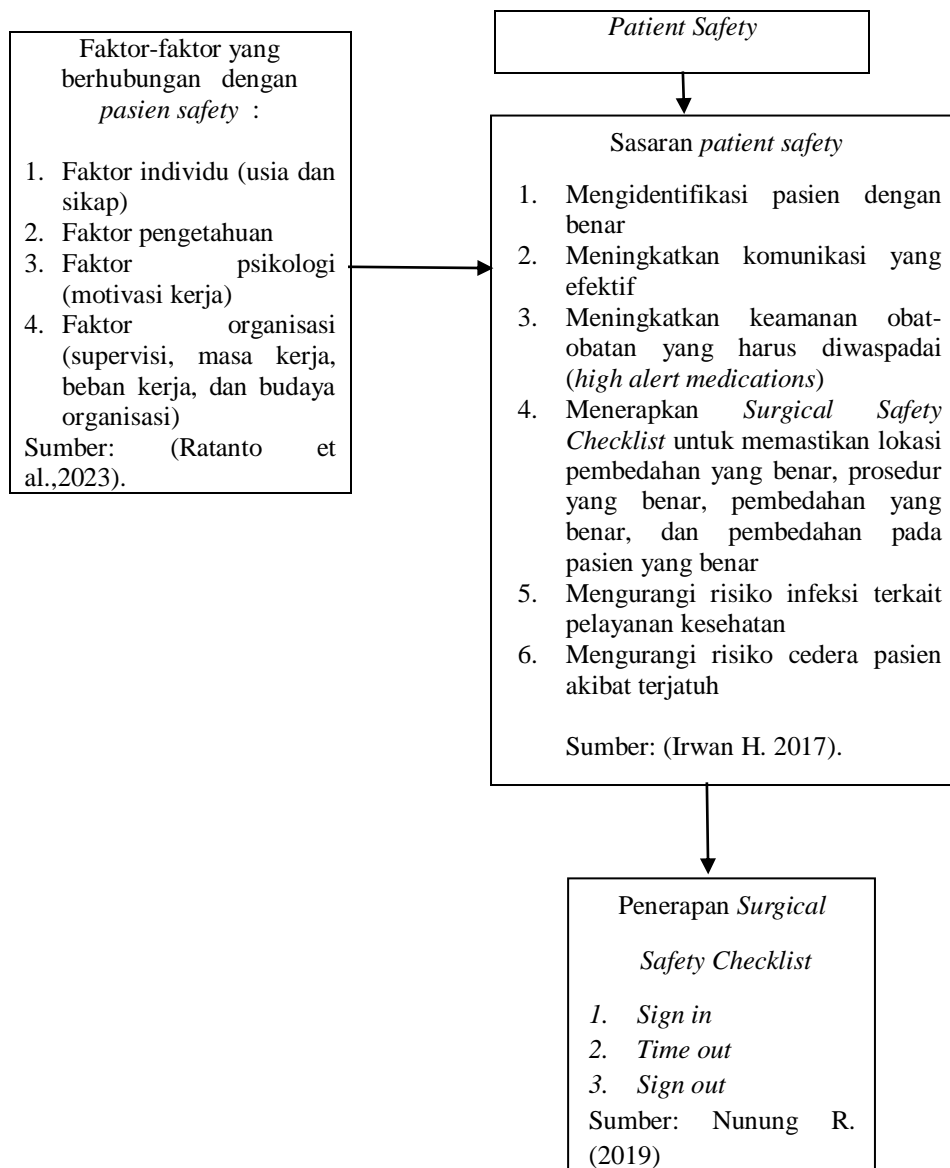 Patient Safety
Faktor-faktor yang
berhubungan dengan
pasien safety :
1. Faktor individu (usia dan
sikap)
2. Faktor pengetahuan
3. Faktor psikologi
(motivasi kerja)
4. Faktor organisasi
(supervisi, masa kerja,
beban kerja, dan budaya
organisasi)
Sumber: (Ratanto et
al.,2023).
Sasaran patient safety
1. Mengidentifikasi pasien dengan
benar
2. Meningkatkan komunikasi yang
efektif
3. Meningkatkan keamanan obat-
obatan yang harus diwaspadai
(high alert medications)
4. Menerapkan Surgical Safety
Checklist untuk memastikan lokasi
pembedahan yang benar, prosedur
yang benar, pembedahan yang
benar, dan pembedahan pada
pasien yang benar
5. Mengurangi risiko infeksi terkait
pelayanan kesehatan
6. Mengurangi risiko cedera pasien
akibat terjatuh
Sumber: (Irwan H. 2017).
Penerapan Surgical
Safety Checklist
1. Sign in
2. Time out
3. Sign out
Sumber: Nunung R.
(2019)